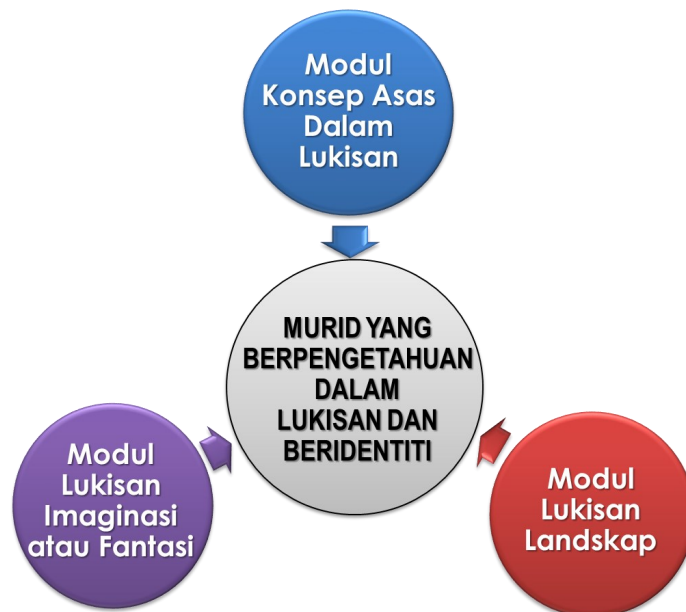 Modul
Konsep Asas
Dalam
Lukisan
MURID YANG
BERPENGETAHUAN
DALAM
LUKISAN DAN
BERIDENTITI
Modul
Lukisan
Imaginasi
atau Fantasi
Modul
Lukisan
Landskap